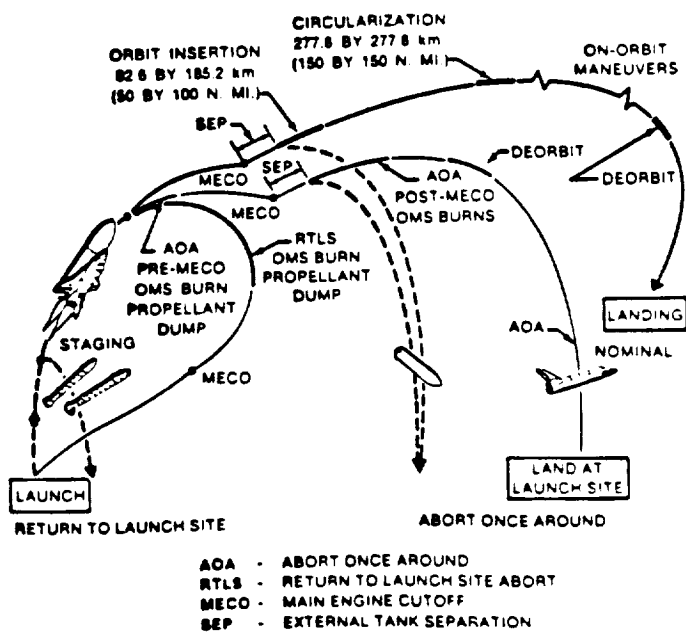 CIRCULARIZATION
277.8 BY 277.8 km
(150 BY 150 N. MI.)
ORBIT INSERTION
92.6 BY 185.2 km
(50 BY 100 N. MI.)
ON-ORBIT
MANEUVERS
SEP
SEP
MECO
MECO
AOA
POST-MECO
OMS BURNS
DEORBIT
DEORBIT
AOA
PRE-MECO
OMS BURN
PROPELLANT
DUMP
RTLS
OMS BURN
PROPELLANT
DUMP
LANDING
NOMINAL
AOA
STAGING
MECO
LAUNCH
LAND AT
LAUNCH SITE
RETURN TO LAUNCH SITE
ABORT ONCE AROUND
AOA - ABORT ONCE AROUND
RTLS - RETURN TO LAUNCH SITE ABORT
MECO - MAIN ENGINE CUTOFF
SEP - EXTERNAL TANK SEPARATION